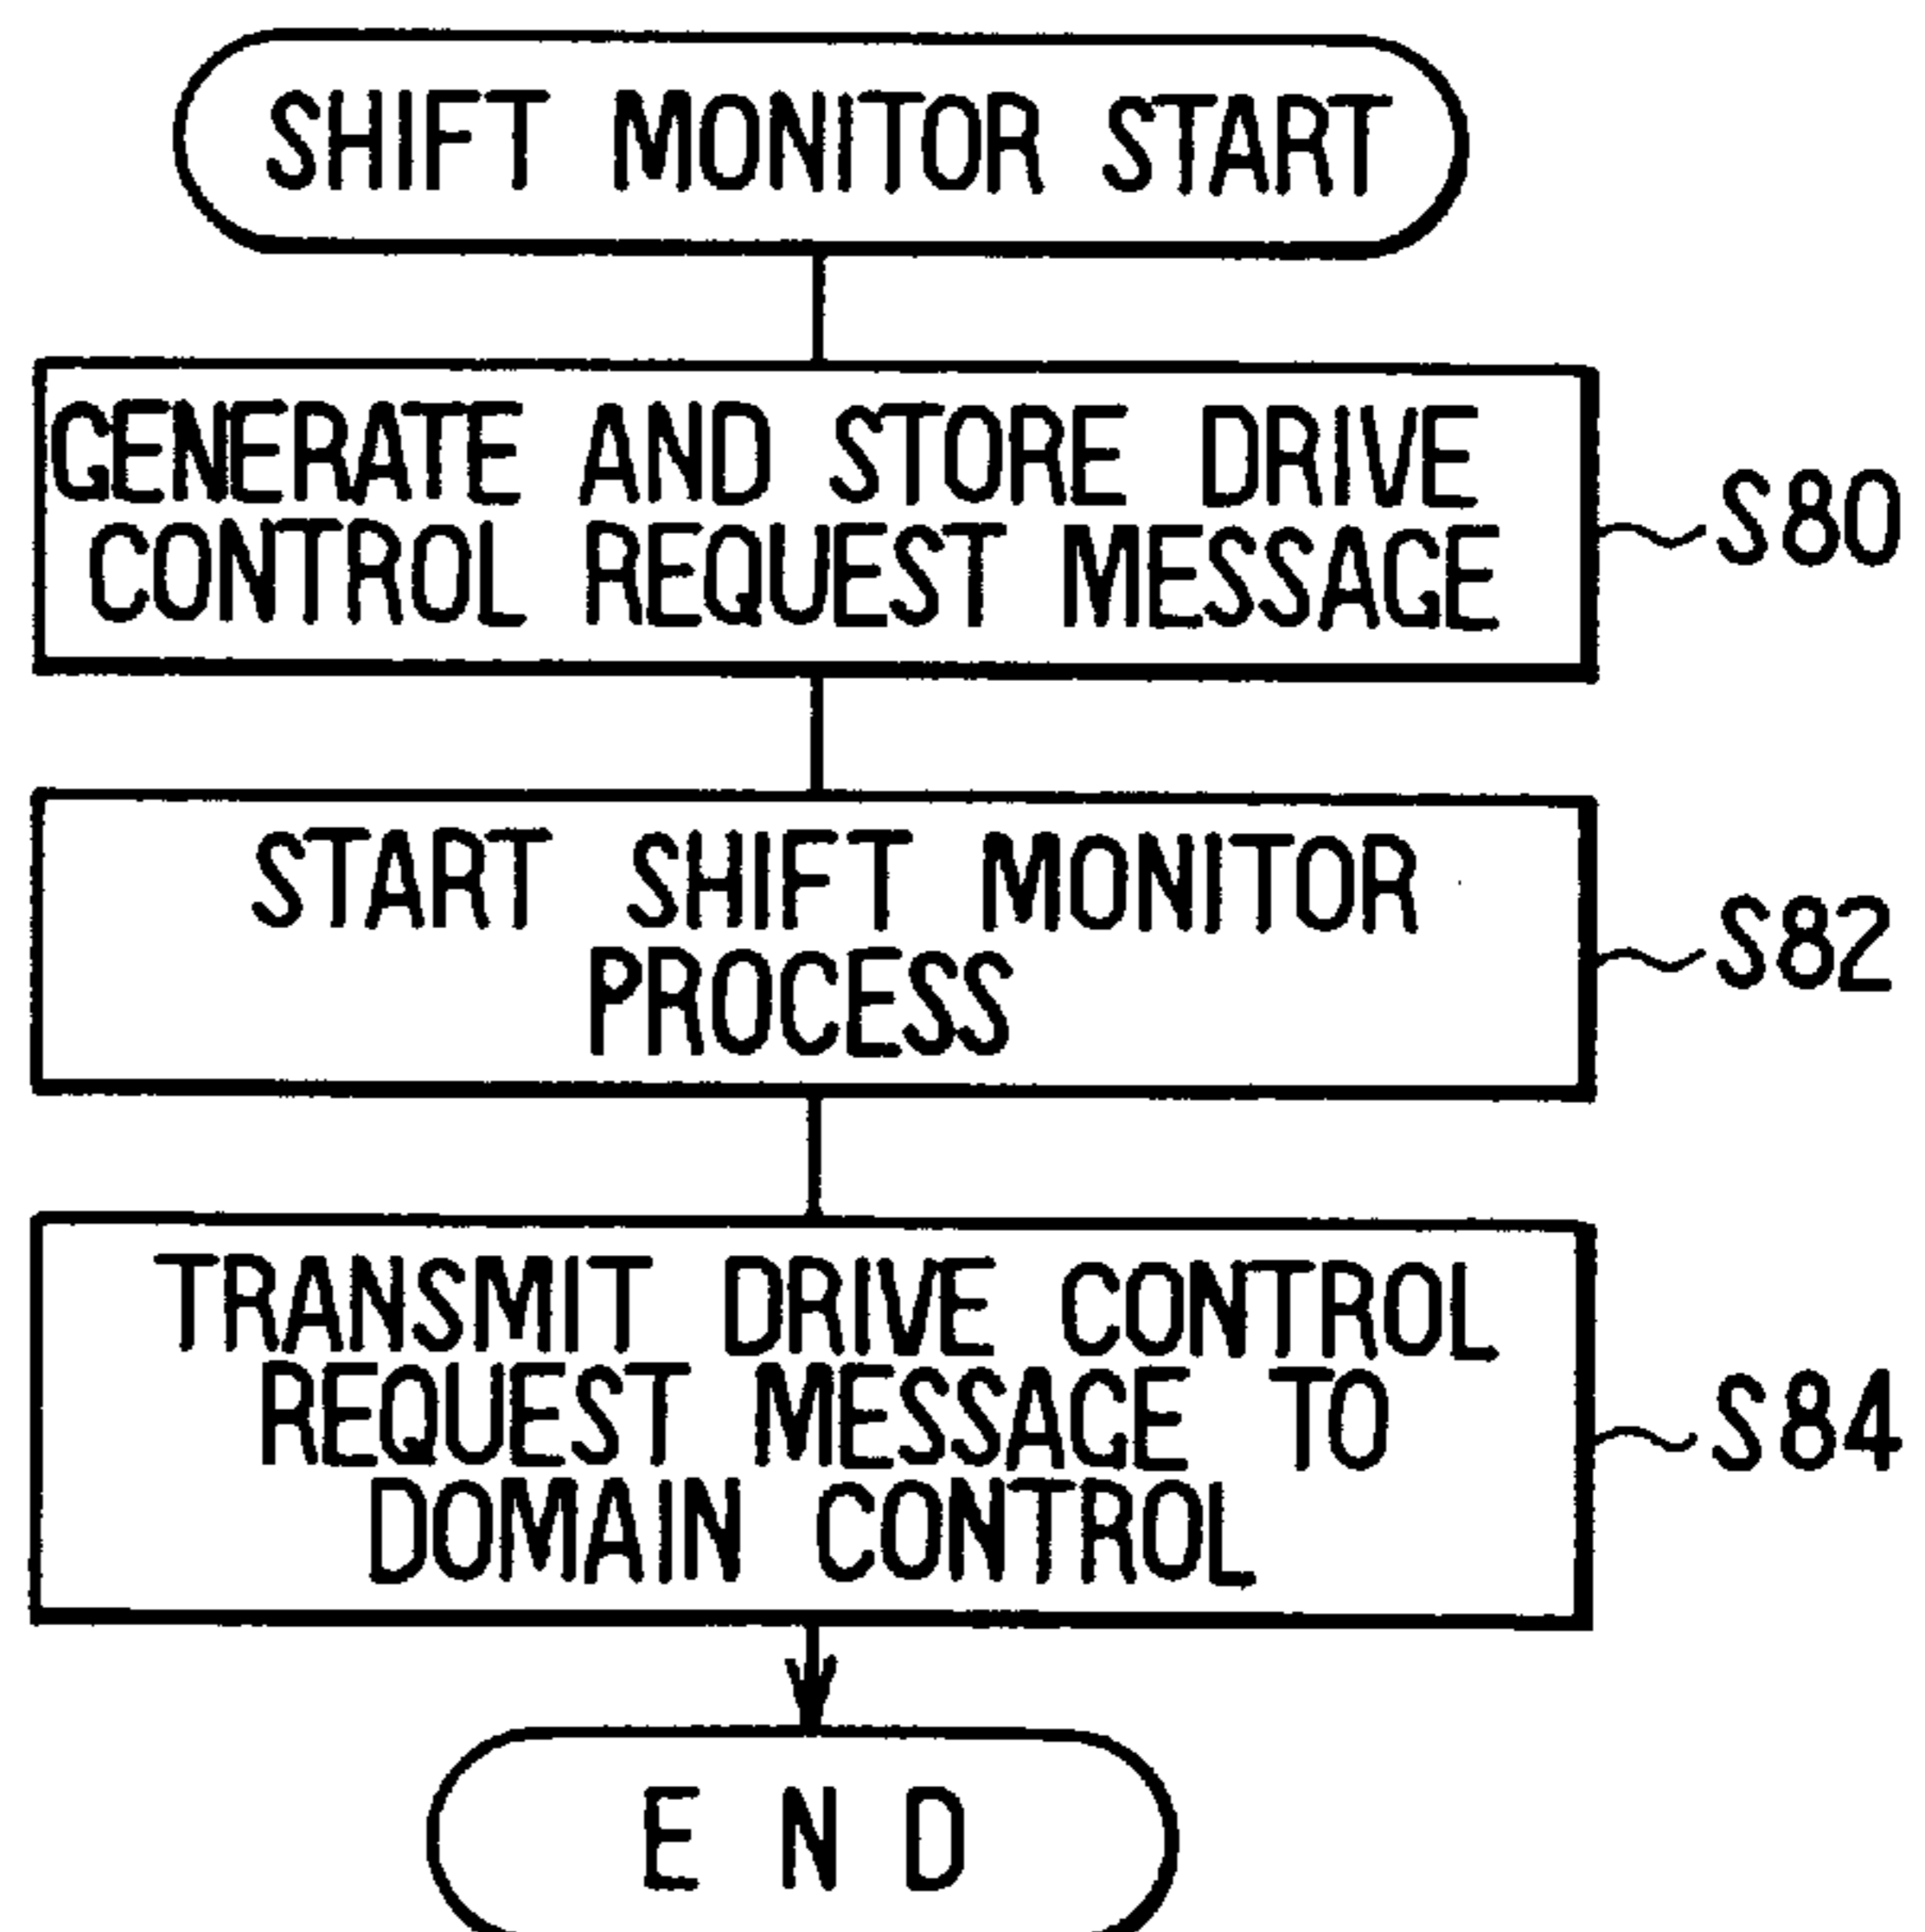 SHIFT MONITOR START
GENERATE AND STORE DRIVE
CONTROL REQUEST MESSAGE
S80
START SHIFT MONITOR
PROCESS
S82
TRANSMIT DRIVE CONTROL
REQUEST MESSAGE TO
DOMAIN CONTROL
S84
END